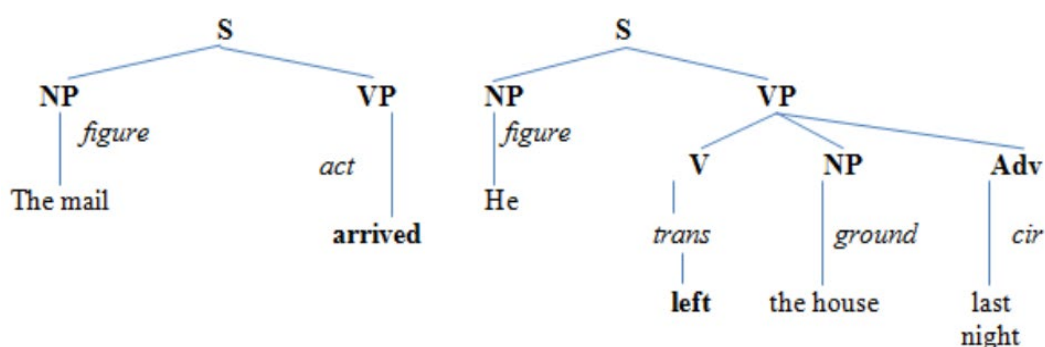 S S
NP VP NP VP
figure figure
act V NP Adv
The mail He
arrived trans ground cir
left the house last
night